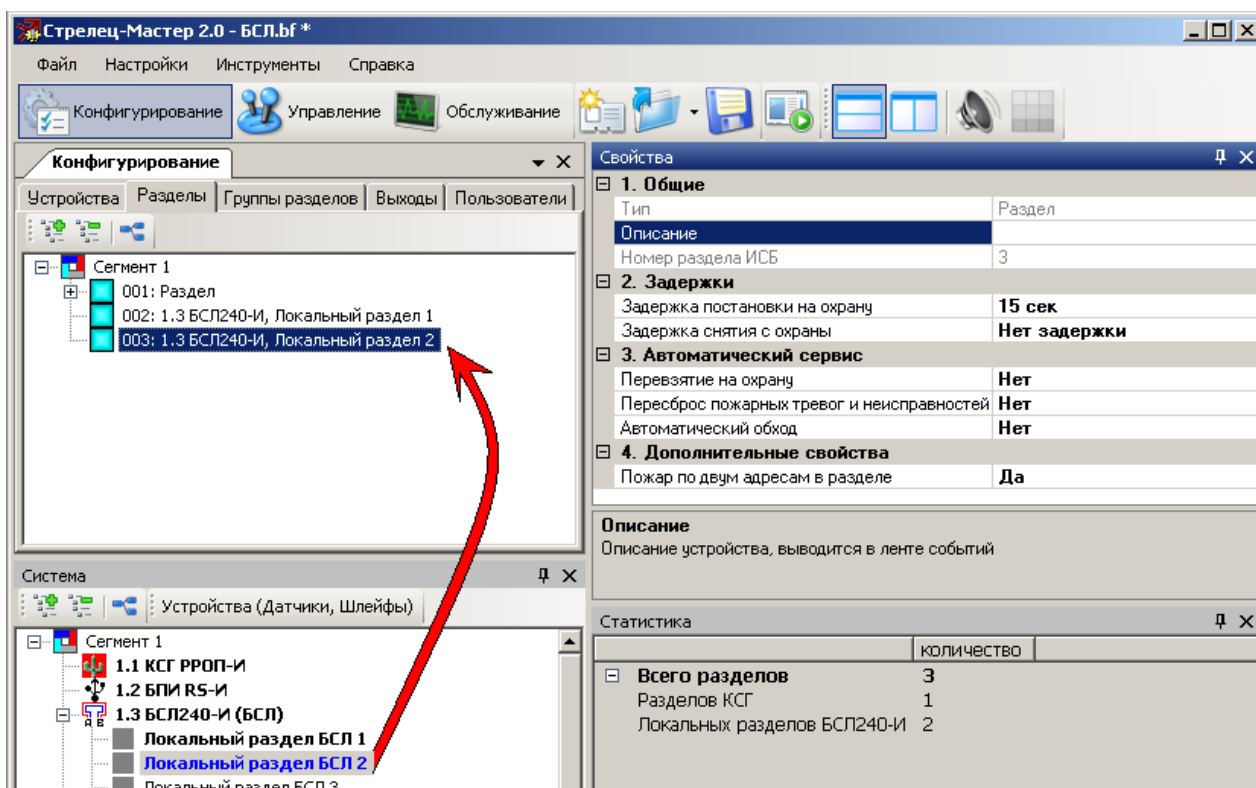 Стрелец-Мастер 2.0 - БСЛ.bf *
Файл Настройки Инструменты Справка
Конфигурирование Управление Обслуживание
Конфигурирование
Устройства Разделы Группы разделов Выходы Пользователи
Сегмент 1
001: Раздел
002: 1.3 БСЛ240-И, Локальный раздел 1
003: 1.3 БСЛ240-И, Локальный раздел 2
Система
Устройства (Датчики, Шлейфы)
Сегмент 1
1.1 КСГ РРОП-И
1.2 БПИ RS-И
1.3 БСЛ240-И (БСЛ)
Локальный раздел БСЛ 1
Локальный раздел БСЛ 2
Локальный раздел БСЛ 3
Свойства
1. Общие
Тип Раздел
Описание
Номер раздела ИСБ 3
2. Задержки
Задержка постановки на охрану 15 сек
Задержка снятия с охраны Нет задержки
3. Автоматический сервис
Перевзятие на охрану Нет
Пересброс пожарных тревог и неисправностей Нет
Автоматический обход Нет
4. Дополнительные свойства
Пожар по двум адресам в разделе Да
Описание
Описание устройства, выводится в ленте событий
Статистика
количество
Всего разделов 3
Разделов КСГ 1
Локальных разделов БСЛ240-И 2